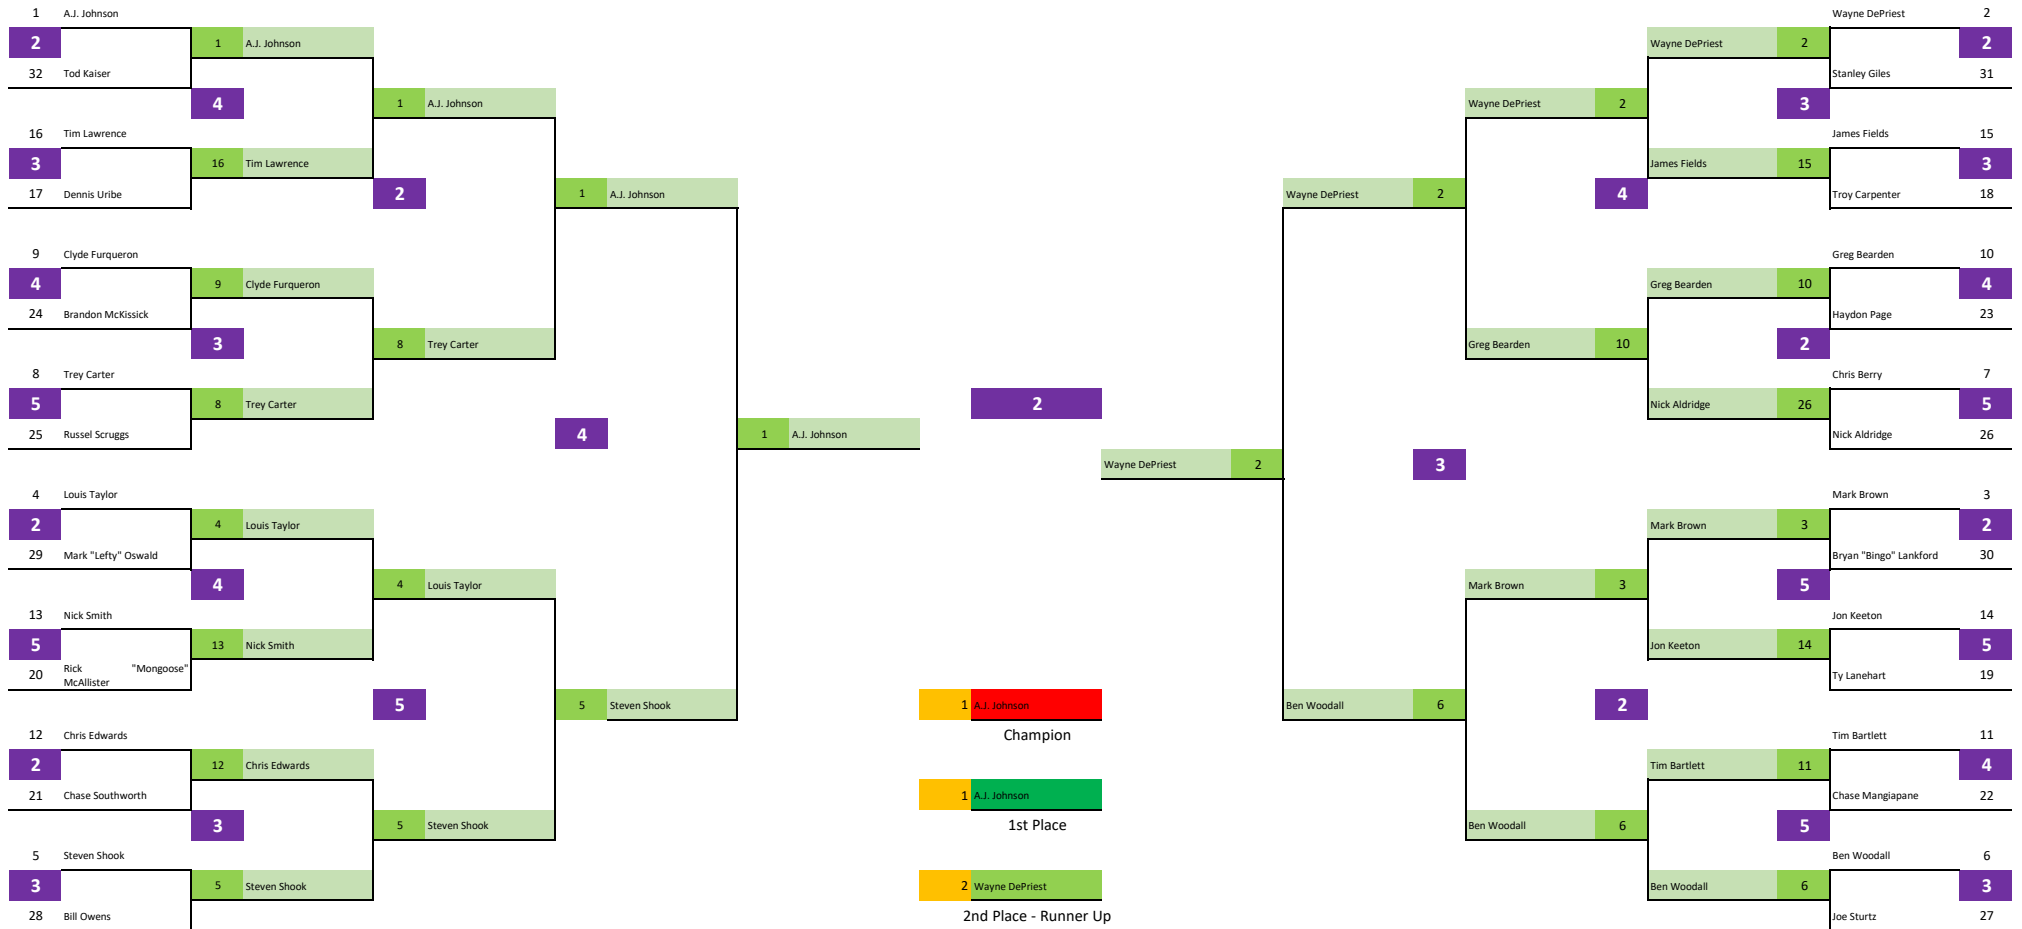 1 A.J. Johnson Wayne DePriest 2
2 1 A.J. Johnson Wayne DePriest 2 2
32 Tod Kaiser Stanley Giles 31
4 1 A.J. Johnson Wayne DePriest 2 3
16 Tim Lawrence James Fields 15
3 16 Tim Lawrence James Fields 15 3
17 Dennis Uribe 2 1 A.J. Johnson Wayne DePriest 2 4 Troy Carpenter 18
9 Clyde Furqueron Greg Bearden 10
4 9 Clyde Furqueron Greg Bearden 10 4
24 Brandon McKissick Haydon Page 23
3 8 Trey Carter Greg Bearden 10 2
8 Trey Carter Chris Berry 7
5 8 Trey Carter 2 Nick Aldridge 26 5
25 Russel Scruggs 4 1 A.J. Johnson Nick Aldridge 26
Wayne DePriest 2 3
4 Louis Taylor Mark Brown 3
2 4 Louis Taylor Mark Brown 3 2
29 Mark "Lefty" Oswald Bryan "Bingo" Lankford 30
4 4 Louis Taylor Mark Brown 3 5
13 Nick Smith Jon Keeton 14
5 13 Nick Smith Jon Keeton 14 5
20 Rick "Mongoose"
McAllister Ty Lanehart 19
5 5 Steven Shook 1 A.J. Johnson Ben Woodall 6 2
12 Chris Edwards Champion Tim Bartlett 11
2 12 Chris Edwards Tim Bartlett 11 4
21 Chase Southworth 1 A.J. Johnson Chase Mangiapane 22
3 5 Steven Shook 1st Place Ben Woodall 6 5
5 Steven Shook Ben Woodall 6
3 5 Steven Shook 2 Wayne DePriest Ben Woodall 6 3
28 Bill Owens 2nd Place - Runner Up Joe Sturtz 27